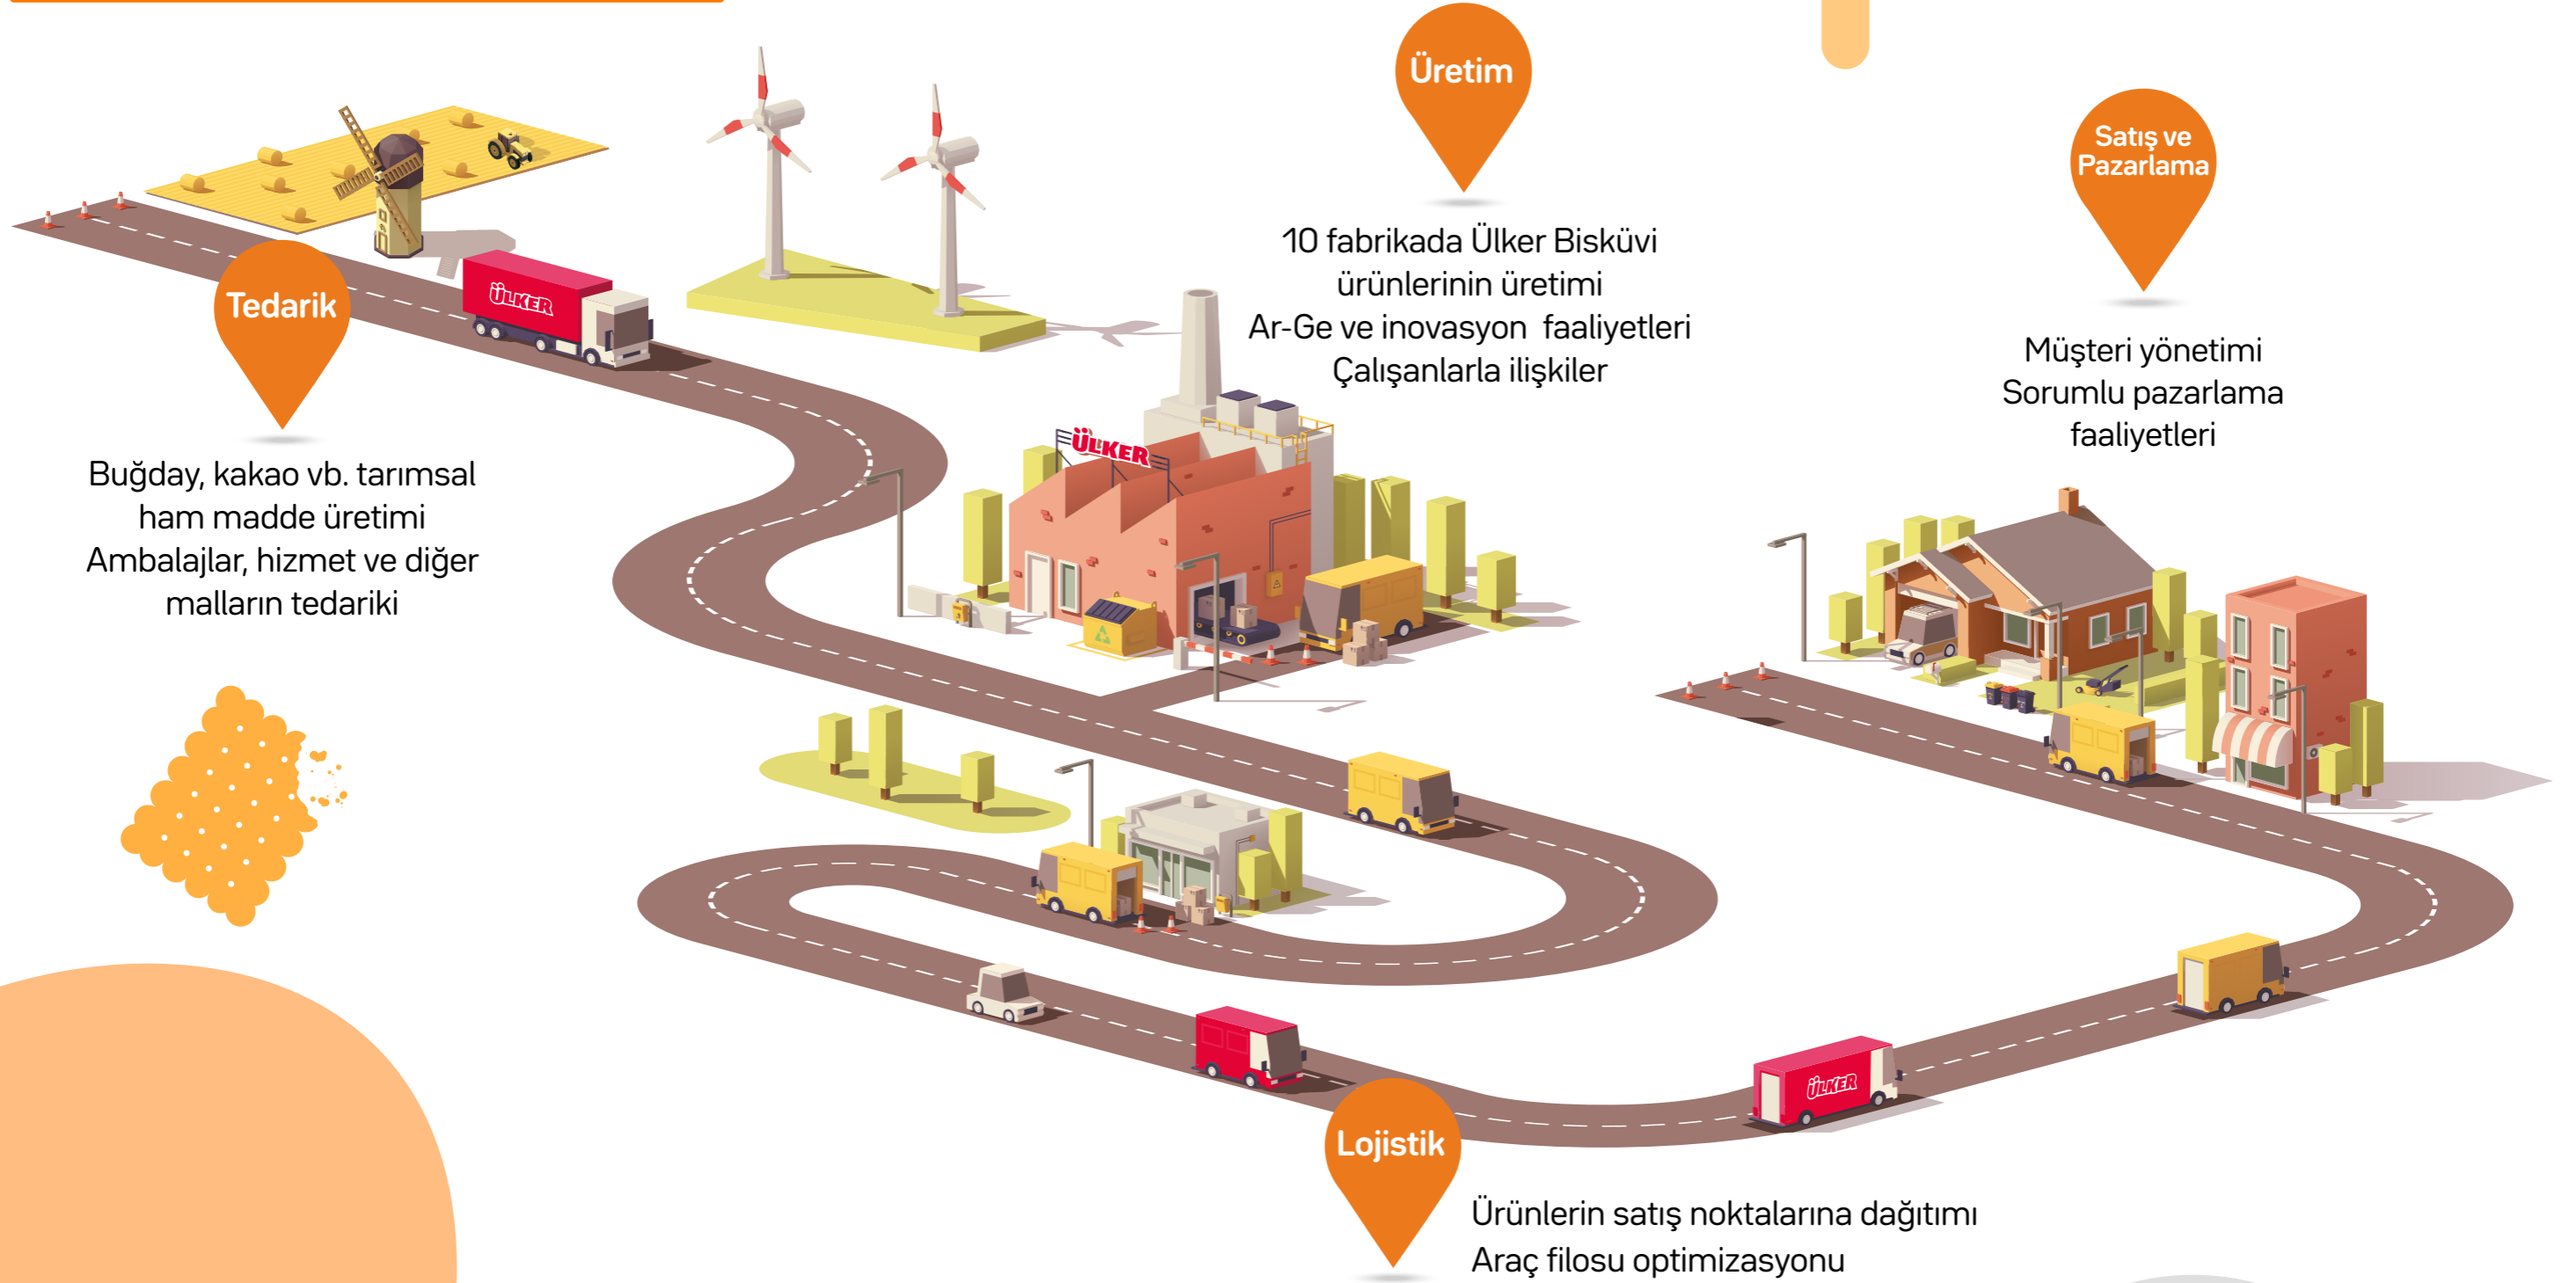 Tedarik
Buğday, kakao vb. tarımsal
ham madde üretimi
Ambalajlar, hizmet ve diğer
malların tedariki
ÜLKER
Üretim
10 fabrikada Ülker Bisküvi
ürünlerinin üretimi
Ar-Ge ve inovasyon faaliyetleri
Çalışanlarla ilişkiler
ÜLKER
Lojistik
Ürünlerin satış noktalarına dağıtımı
Araç filosu optimizasyonu
ÜLKER
Satış ve
Pazarlama
Müşteri yönetimi
Sorumlu pazarlama
faaliyetleri